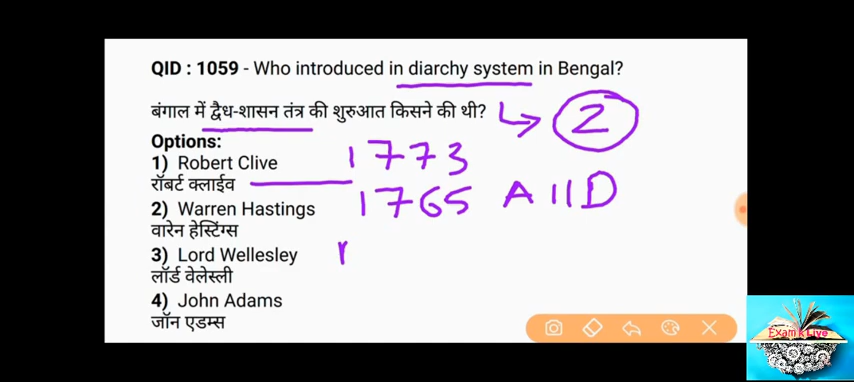 QID : 1059 - Who introduced in diarchy system in Bengal?
बंगाल में द्वैध-शासन तंत्र की शुरुआत किसने की थी? 2
Options:
1) Robert Clive 1773
रॉबर्ट क्लाईव
1765 A11D
2) Warren Hastings
वारेन हेस्टिंग्स
3) Lord Wellesley
लॉर्ड वेलेस्ली
4) John Adams
जॉन एडम्स
Exam k Live